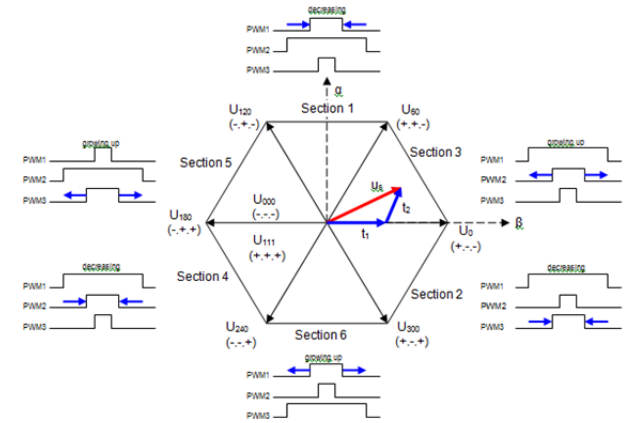 decreasing
PWM1
PWM2
PWM3
α
U120
(-.+.-)
Section 1
U60
(+.+.-)
growing up
PWM1
PWM2
PWM3
Section 5
Section 3
growing up
PWM1
PWM2
PWM3
us
t2
U180
(-.+.+)
U000
(-.-.-)
t1
U0
(+.-.-)
β
U111
(+.+.+)
decreasing
PWM1
PWM2
PWM3
Section 4
Section 2
decreasing
PWM1
PWM2
PWM3
U240
(-.-.+)
Section 6
U300
(+.-.+)
growing up
PWM1
PWM2
PWM3